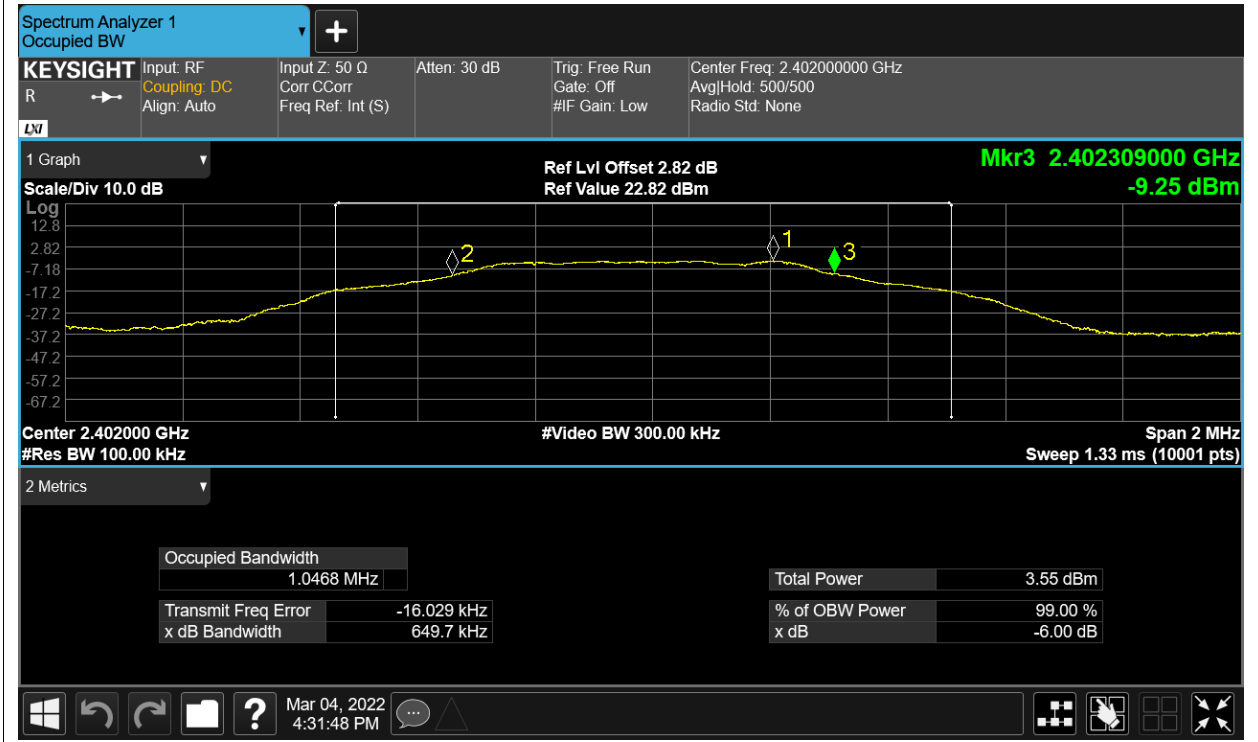 Spectrum Analyzer 1
Occupied BW
KEYSIGHT
R
LXI
Input: RF
Coupling: DC
Align: Auto
Input Z: 50 Ω
Corr CCorr
Freq Ref: Int (S)
Atten: 30 dB
Trig: Free Run
Gate: Off
#IF Gain: Low
Center Freq: 2.402000000 GHz
Avg|Hold: 500/500
Radio Std: None
1 Graph
Scale/Div 10.0 dB
Ref Lvl Offset 2.82 dB
Ref Value 22.82 dBm
Mkr3 2.402309000 GHz
-9.25 dBm
Log
12.8
2.82
-7.18
-17.2
-27.2
-37.2
-47.2
-57.2
-67.2
2
1
3
Center 2.402000 GHz
#Video BW 300.00 kHz
Span 2 MHz
#Res BW 100.00 kHz
Sweep 1.33 ms (10001 pts)
2 Metrics
Occupied Bandwidth
1.0468 MHz
Total Power 3.55 dBm
Transmit Freq Error -16.029 kHz
% of OBW Power 99.00 %
x dB Bandwidth 649.7 kHz
x dB -6.00 dB
?
Mar 04, 2022
4:31:48 PM